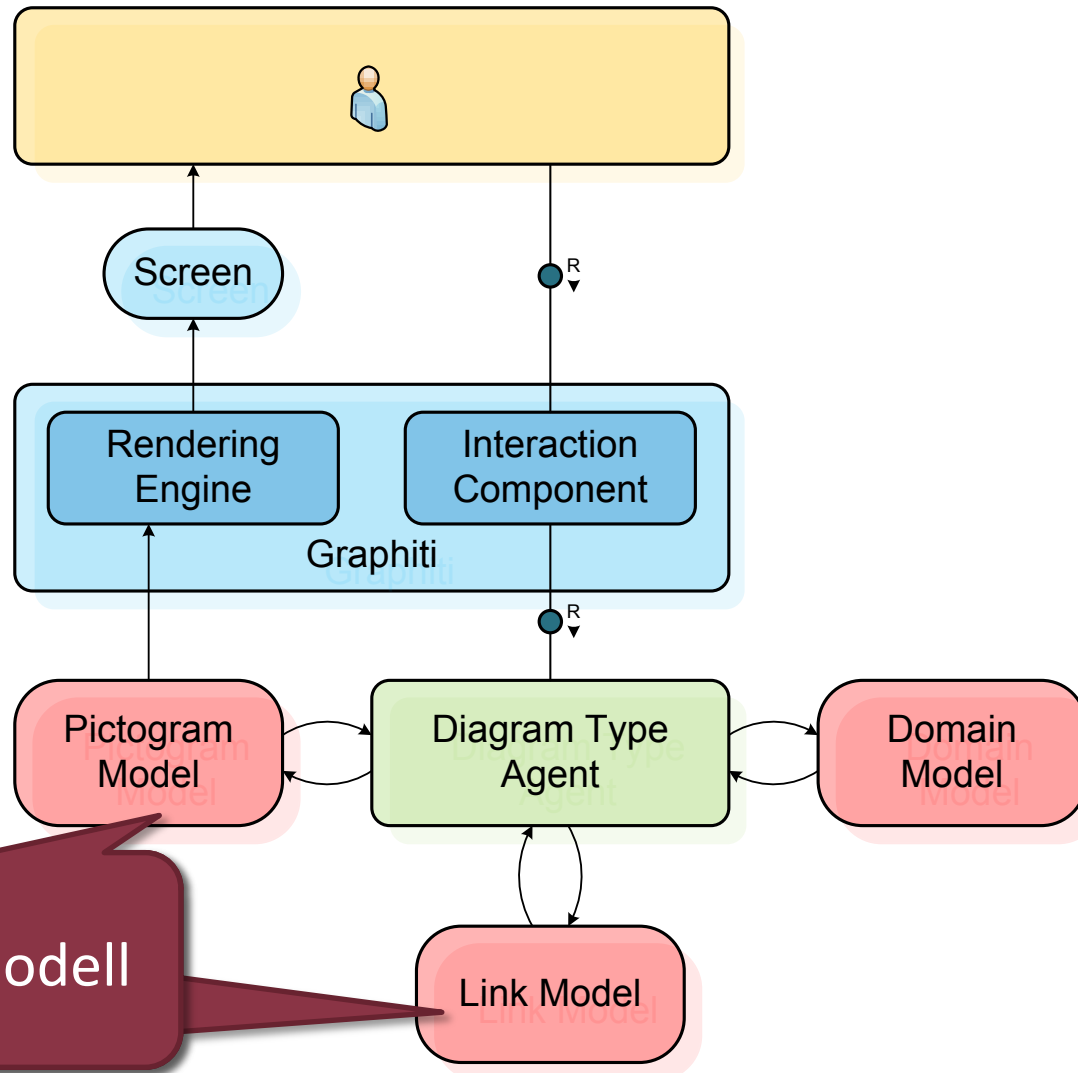 Screen
R
Rendering
Engine
Interaction
Component
Graphiti
R
Pictogram
Model
Diagram Type
Agent
Domain
Model
odell
Link Model